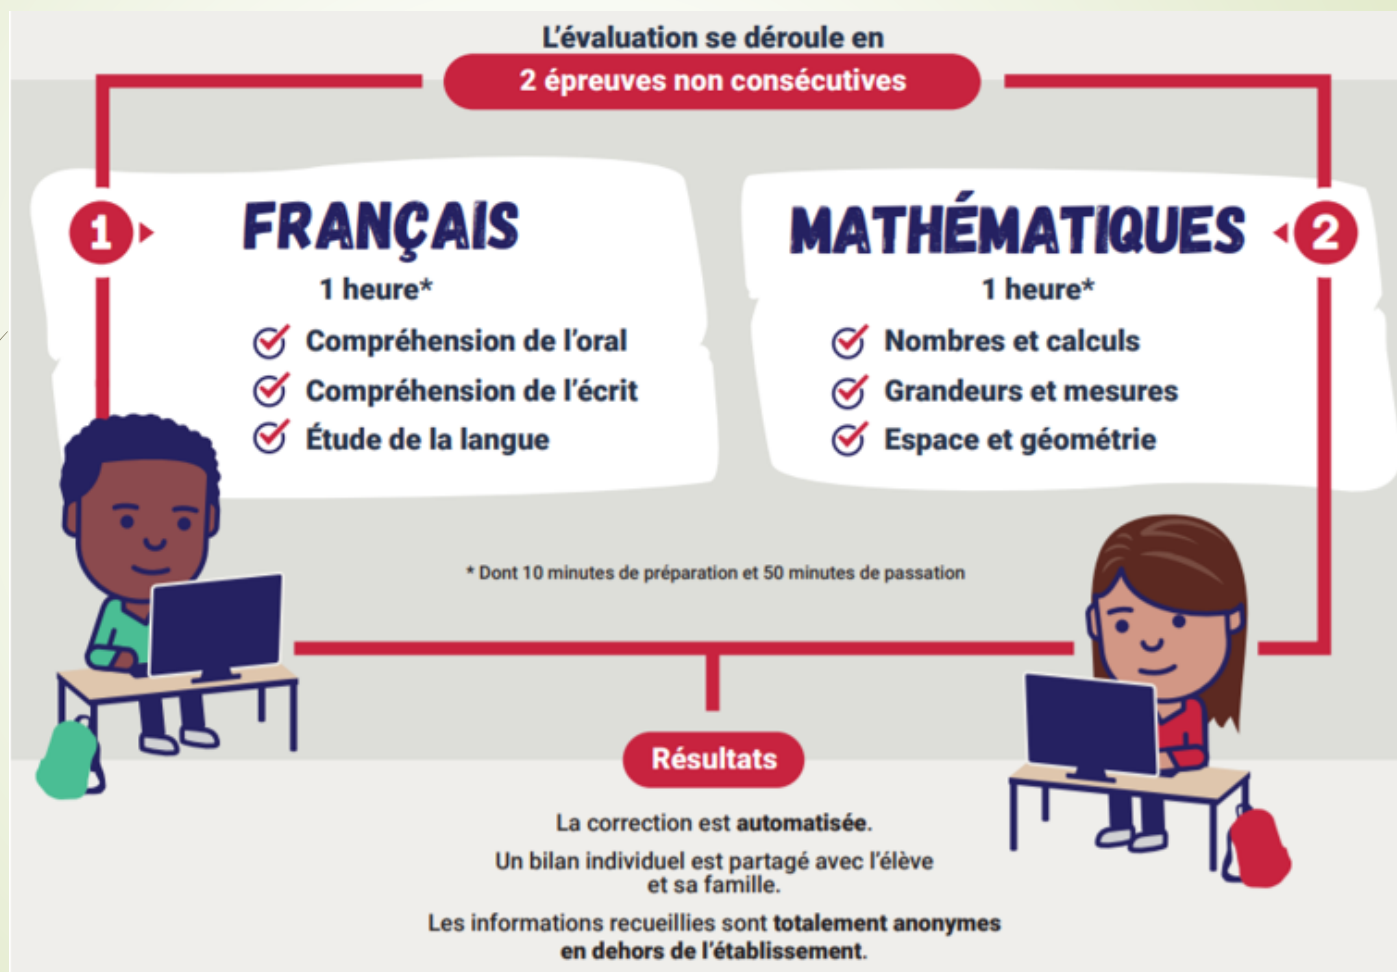 L'évaluation se déroule en
2 épreuves non consécutives
1
FRANÇAIS
1 heure*
Compréhension de l'oral
Compréhension de l'écrit
Étude de la langue
MATHÉMATIQUES
2
1 heure*
Nombres et calculs
Grandeurs et mesures
Espace et géométrie
* Dont 10 minutes de préparation et 50 minutes de passation
Résultats
La correction est automatisée.
Un bilan individuel est partagé avec l'élève
et sa famille.
Les informations recueillies sont totalement anonymes
en dehors de l'établissement.